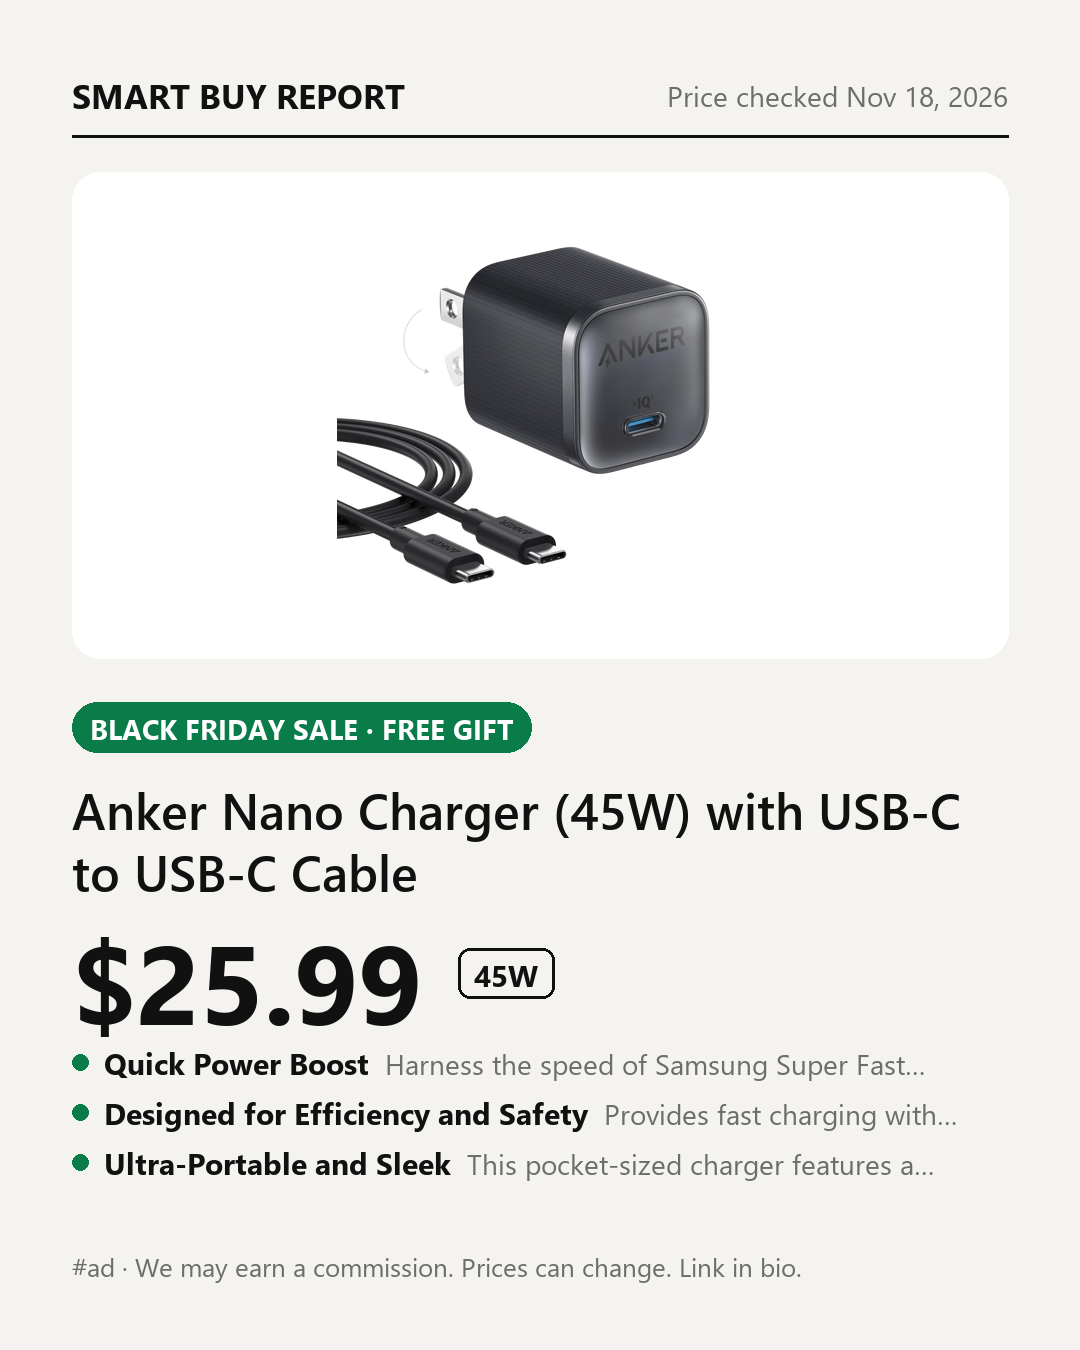 SMART BUY REPORT
Price checked Nov 18, 2026
ANKER
IQ
ANKER
ANKER
BLACK FRIDAY SALE · FREE GIFT
Anker Nano Charger (45W) with USB-C
to USB-C Cable
$25.99
45W
Quick Power Boost Harness the speed of Samsung Super Fast...
Designed for Efficiency and Safety Provides fast charging with...
Ultra-Portable and Sleek This pocket-sized charger features a...
#ad · We may earn a commission. Prices can change. Link in bio.